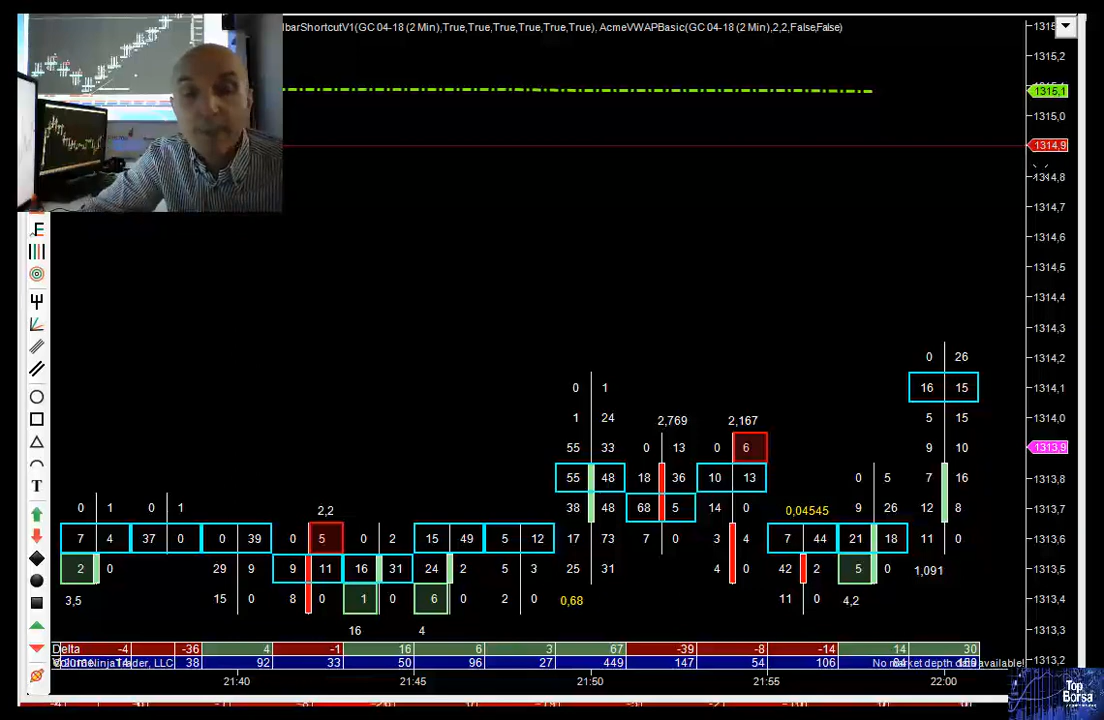 lbarShortcutV1(GC 04-18 (2 Min),True,True,True,True,True), AcmeVWAPBasic(GC 04-18 (2 Min),2,2,False,False)
1315,2
1315,1
1315,0
1314,9
1314,8
1314,7
1314,6
1314,5
1314,4
1314,3
0 26 1314,2
0 1 16 15 1314,1
1 24 2,769 2,167 5 15 1314,0
55 33 0 13 0 6 9 10 1313,9
55 48 18 36 10 13 0 5 7 16 1313,8
0 1 0 1 2,2 38 48 68 5 14 0 0,04545 9 26 12 8 1313,7
7 4 37 0 0 39 5 0 2 15 49 5 12 17 73 7 0 3 4 7 44 21 18 11 0 1313,6
2 0 29 9 9 11 16 31 24 2 5 3 25 31 4 0 42 2 5 0 1,091 1313,5
3,5 15 0 8 0 1 0 6 0 2 0 0,68 11 0 4,2 1313,4
16 4 1313,3
Delta -4 -36 4 -1 16 6 3 67 -39 -8 -14 14 30
NinjaTrader, LLC 38 92 33 50 96 27 449 147 54 106 No market depth data available! 1313,2
21:40 21:45 21:50 21:55 22:00
Top
Borsa
E
T